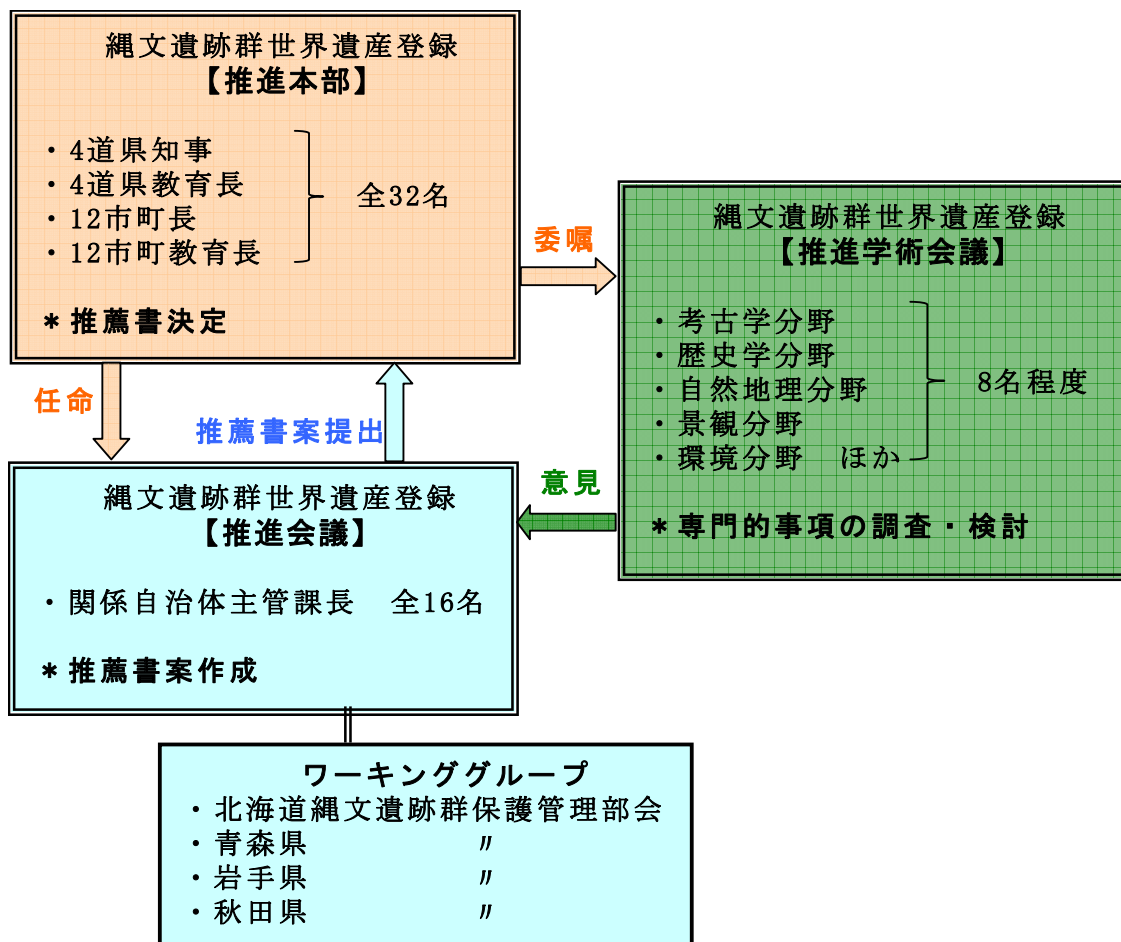 縄文遺跡群世界遺産登録
【推進本部】
・4道県知事
・4道県教育長
・12市町長
・12市町教育長
全32名
＊推薦書決定
委嘱
縄文遺跡群世界遺産登録
【推進学術会議】
・考古学分野
・歴史学分野
・自然地理分野
・景観分野
・環境分野　ほか
8名程度
＊専門的事項の調査・検討
任命
推薦書案提出
意見
縄文遺跡群世界遺産登録
【推進会議】
・関係自治体主管課長　全16名
＊推薦書案作成
ワーキンググループ
・北海道縄文遺跡群保護管理部会
・青森県　〃
・岩手県　〃
・秋田県　〃